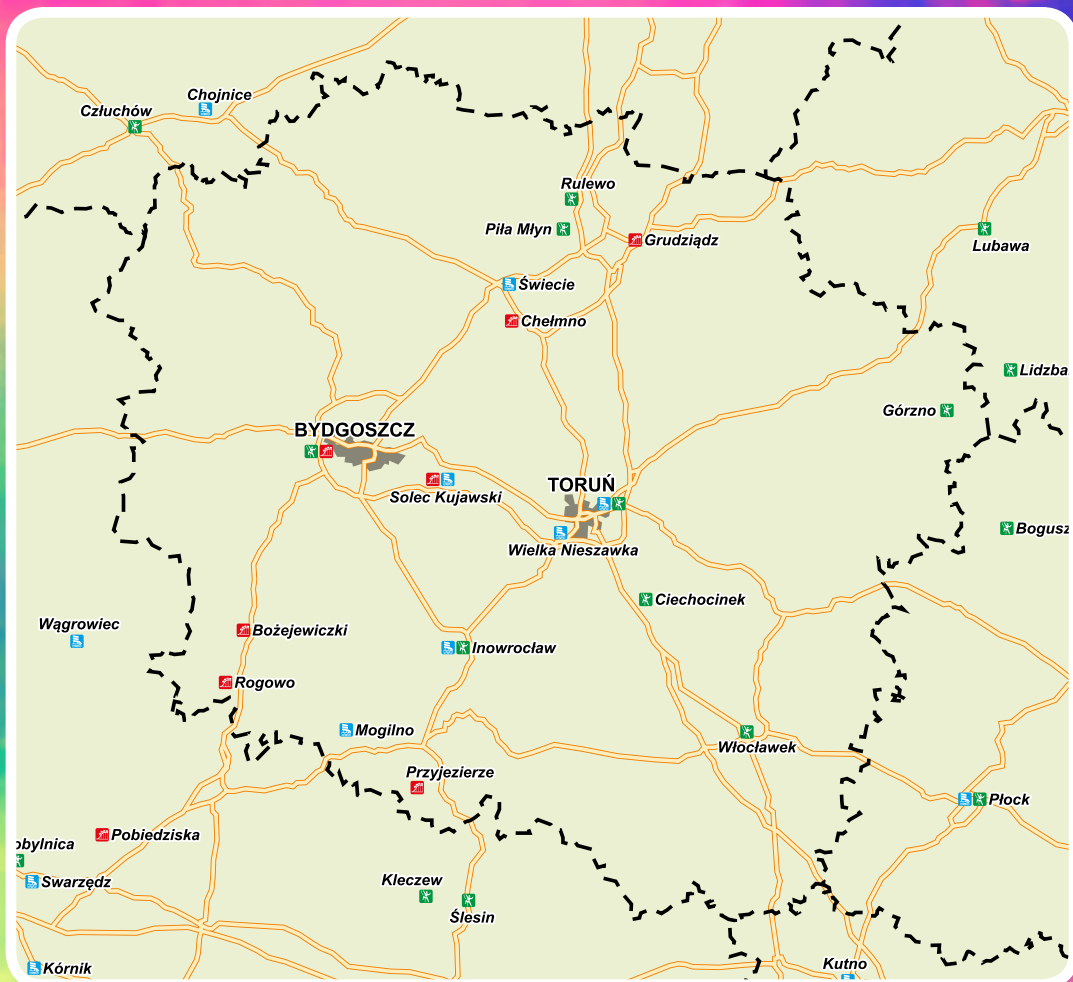 Chojnice
Człuchów
Rulewo
Piła Młyn
Grudziądz
Lubawa
Świecie
Chełmno
Lidzba
Górzno
BYDGOSZCZ
Solec Kujawski
TORUŃ
Wielka Nieszawka
Bogusz
Ciechocinek
Wągrowiec
Bożejewiczki
Inowrocław
Rogowo
Mogilno
Włocławek
Przyjezierze
Płock
Pobiedziska
obylnica
Swarzędz
Kleczew
Ślesin
Kórnik
Kutno